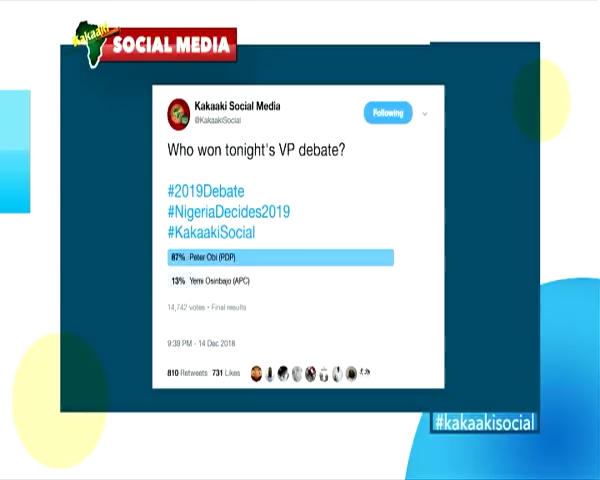 Kakaaki
SOCIAL MEDIA
Kakaaki Social Media
@KakaakiSocial
Following
Who won tonight's VP debate?
#2019Debate
#NigeriaDecides2019
#KakaakiSocial
87% Peter Obi (PDP)
13% Yemi Osinbajo (APC)
14,742 votes • Final results
9:39 PM - 14 Dec 2018
810 Retweets 731 Likes
#kakaakisocial